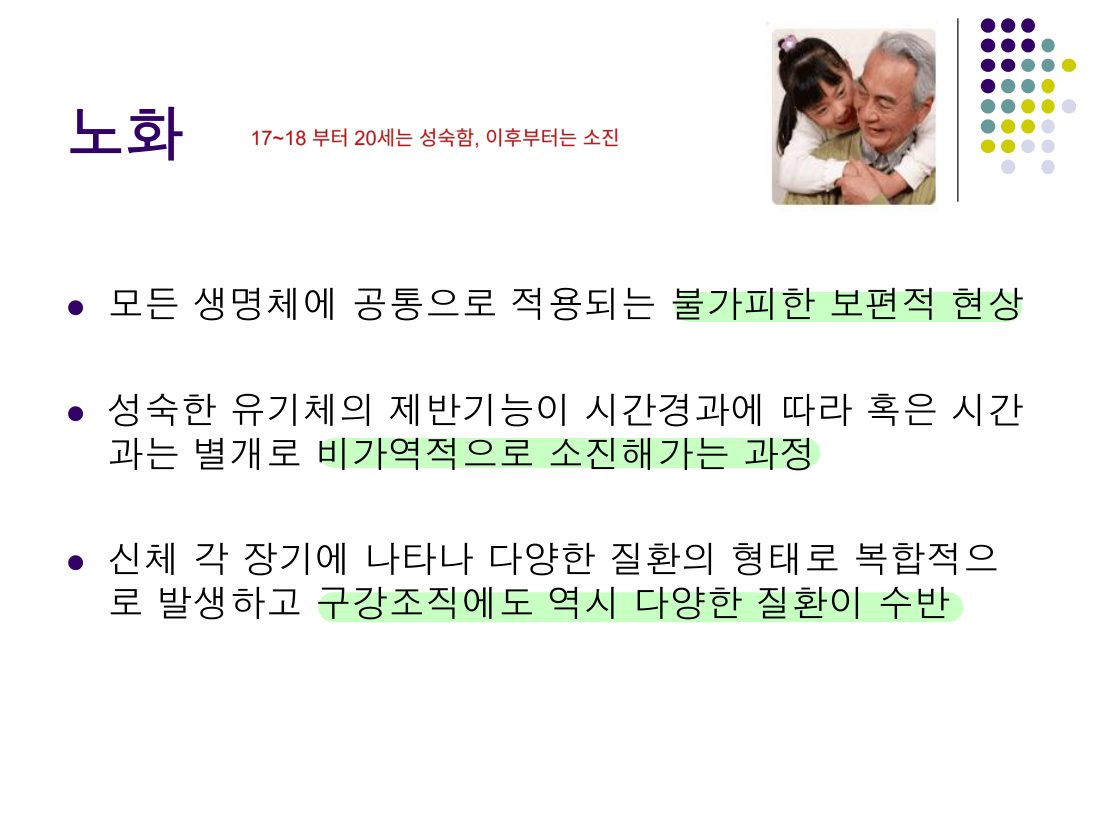 노화
17~18 부터 20세는 성숙함, 이후부터는 소진
모든 생명체에 공통으로 적용되는 불가피한 보편적 현상
성숙한 유기체의 제반기능이 시간경과에 따라 혹은 시간
과는 별개로 비가역적으로 소진해가는 과정
신체 각 장기에 나타나 다양한 질환의 형태로 복합적으
로 발생하고 구강조직에도 역시 다양한 질환이 수반